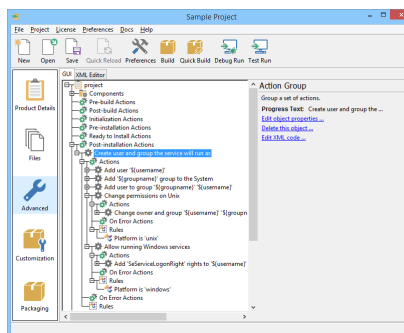 Sample Project
File Project License Preferences Docs Help
New Open Save Quick Reload Preferences Build Quick Build Debug Run Test Run
GUI XML Editor
Product Details
Files
Advanced
Customization
Packaging
project
Components
Pre-build Actions
Post-build Actions
Initialization Actions
Pre-installation Actions
Ready to Install Actions
Post-installation Actions
Create user and group the service will run as
Actions
Add user '${username}'
Add '${groupname}' group to the System
Add user to group '${groupname}' '${username}'
Change permissions on Unix
Actions
Change owner and group '${username}' '${groupn
On Error Actions
Rules
Platform is 'unix'
Allow running Windows services
Actions
Add 'SeServiceLogonRight' rights to '${username}'
On Error Actions
Rules
Platform is 'windows'
On Error Actions
Rules
Action Group
Group a set of actions.
Progress Text: Create user and group the ...
Edit object properties ...
Delete this object ...
Edit XML code ...